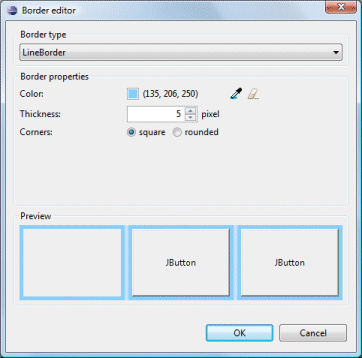 Border editor
Border type
LineBorder
Border properties
Color: (135, 206, 250)
Thickness: 5 pixel
Corners: square rounded
Preview
JButton JButton
OK Cancel